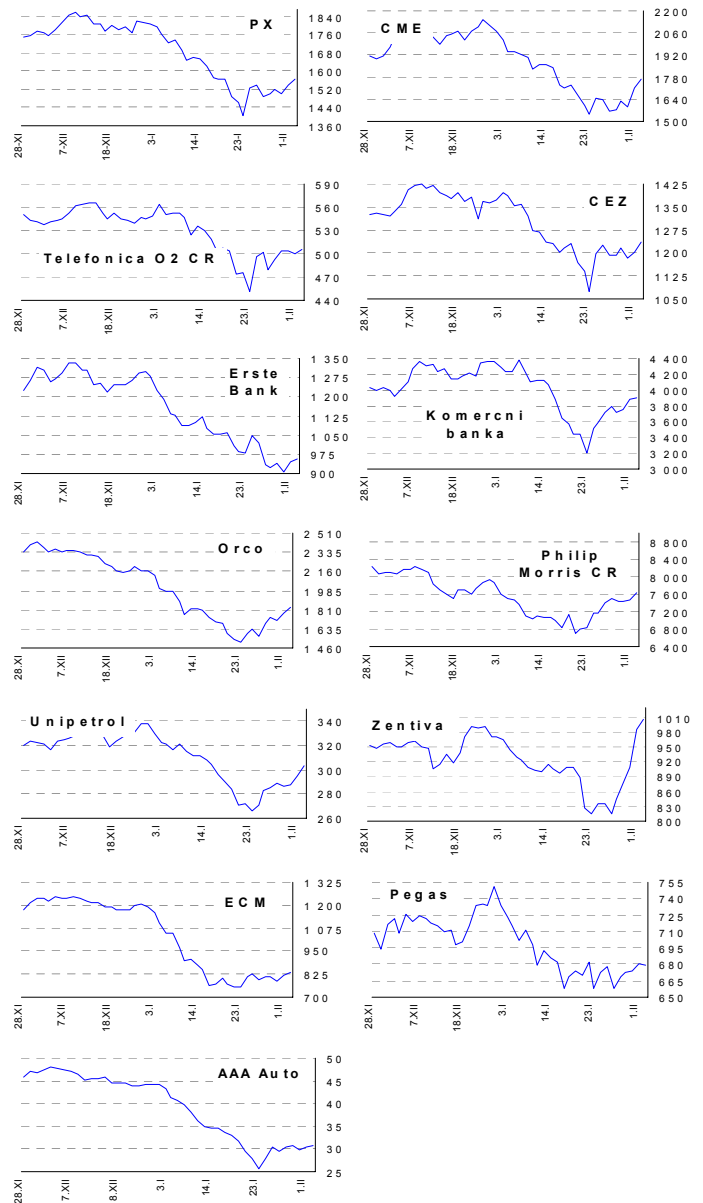 PX
1840
1760
1680
1600
1520
1440
1360
28-XI
7-XII
18-XII
3-I
14-I
23-I
1-II
CME
2200
2060
1920
1780
1640
1500
28.XI
7.XII
18.XII
3.I
14.I
23.I
1.II
Telefonica O2 CR
590
560
530
500
470
440
28.XI
7.XII
18.XII
3.I
14.I
23.I
1.II
CEZ
1425
1350
1275
1200
1125
1050
28.XI
7.XII
18.XII
3.I
14.I
23.I
1.II
Erste
Bank
1 350
1 275
1 200
1 125
1 050
975
900
28.XI
7.XII
18.XII
3.I
14.I
23.I
1.II
Komercni
banka
4 400
4 200
4 000
3 800
3 600
3 400
3 200
3 000
28.XI
7.XII
18.XII
3.I
14.I
23.I
1.II
Orco
2 510
2 335
2 160
1 985
1 810
1 635
1 460
28.XI
7.XII
18.XII
3.I
14.I
23.I
1.II
Philip
Morris CR
8 800
8 400
8 000
7 600
7 200
6 800
6 400
28.XI
7.XII
18.XII
3.I
14.I
23.I
1.II
Unipetrol
340
320
300
280
260
28.XI
7.XII
18.XII
3.I
14.I
23.I
1.II
Zentiva
1010
980
950
920
890
860
830
800
28.XI
7.XII
18.XII
3.I
14.I
23.I
1.II
ECM
1 325
1 200
950
825
700
28.XI
7.XII
18.XII
3.I
14.I
23.I
1.II
Pegas
755
740
725
710
695
680
665
650
28.XI
7.XII
18.XII
3.I
14.I
23.I
1.II
AAA Auto
50
45
40
35
30
25
28.XI
7.XII
8.XII
3.I
14.I
23.I
1.II